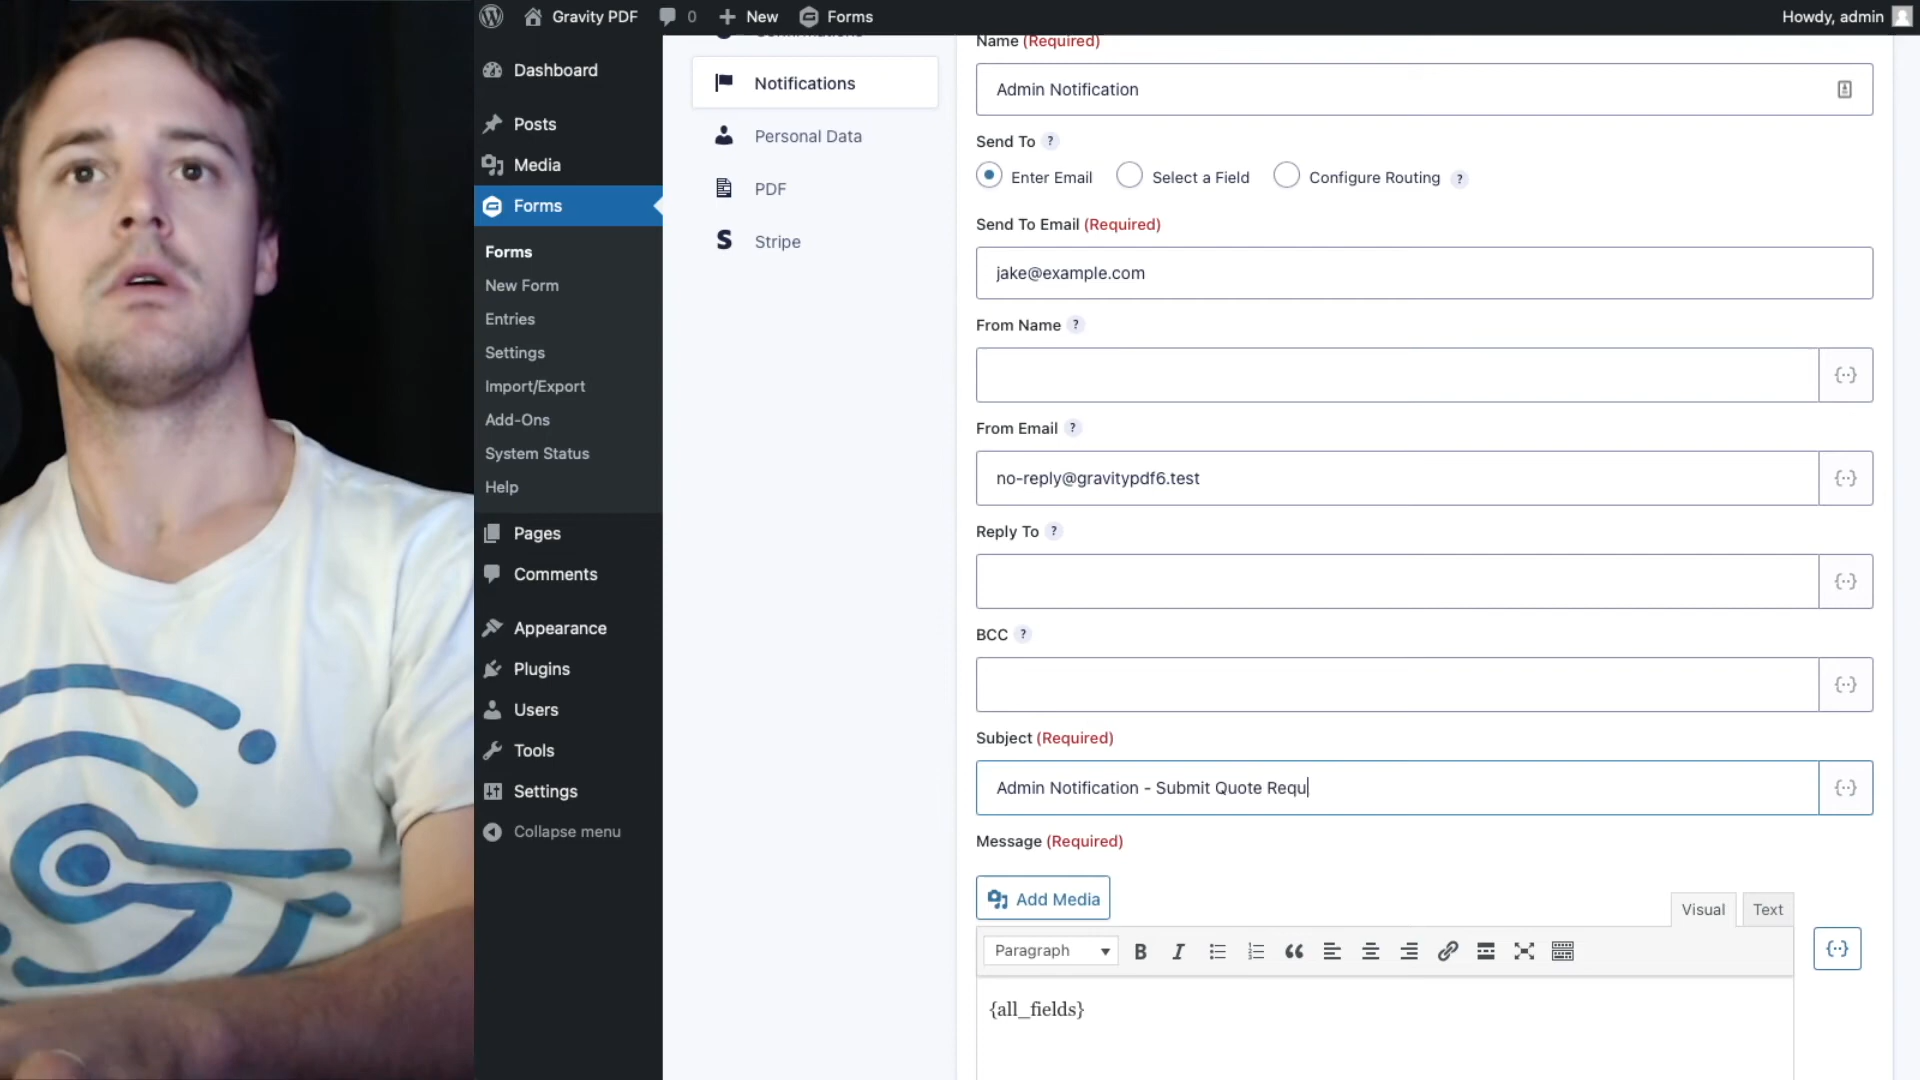 Gravity PDF
0
New
Forms
Howdy, admin
Dashboard
Posts
Media
Forms
Forms
New Form
Entries
Settings
Import/Export
Add-Ons
System Status
Help
Pages
Comments
Appearance
Plugins
Users
Tools
Settings
Collapse menu
Confirmations
Notifications
Personal Data
PDF
Stripe
Name (Required)
Admin Notification
Send To ?
Enter Email
Select a Field
Configure Routing ?
Send To Email (Required)
jake@example.com
From Name ?
From Email ?
no-reply@gravitypdf6.test
Reply To ?
BCC ?
Subject (Required)
Admin Notification - Submit Quote Requ
Message (Required)
Add Media
Visual
Text
Paragraph
B
I
{all_fields}